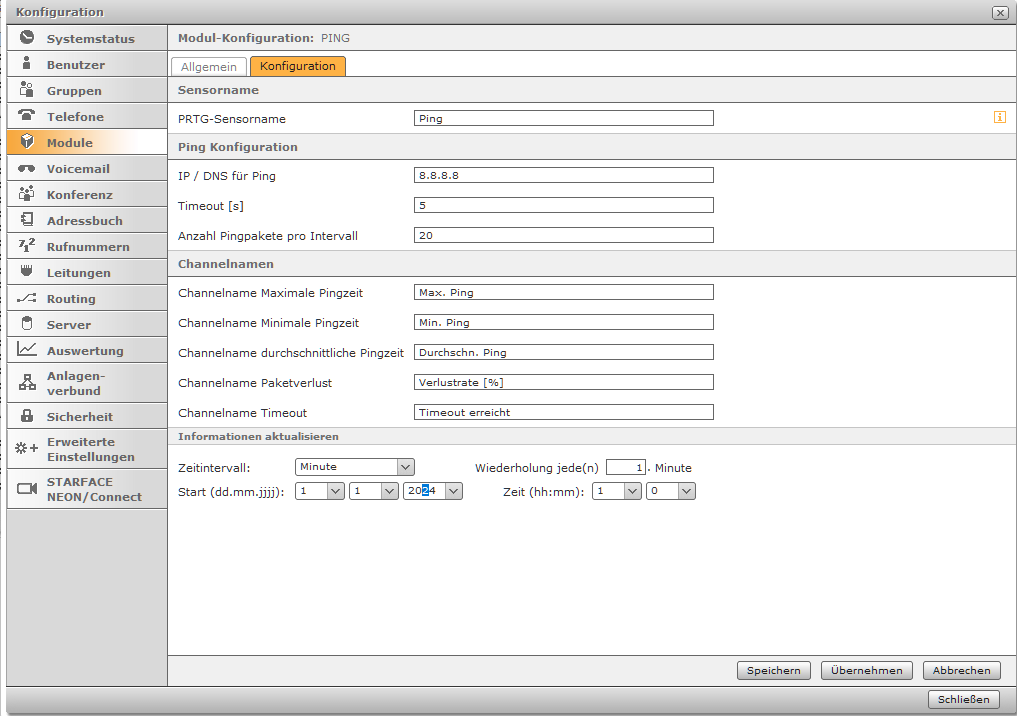 Konfiguration
Systemstatus
Benutzer
Gruppen
Telefone
Module
Voicemail
Konferenz
Adressbuch
Rufnummern
Leitungen
Routing
Server
Auswertung
Anlagen-
verbund
Sicherheit
Erweiterte
Einstellungen
STARFACE
NEON/Connect
Modul-Konfiguration: PING
Allgemein Konfiguration
Sensorname
PRTG-Sensorname Ping
Ping Konfiguration
IP / DNS für Ping 8.8.8.8
Timeout [s] 5
Anzahl Pingpakete pro Intervall 20
Channelnamen
Channelname Maximale Pingzeit Max. Ping
Channelname Minimale Pingzeit Min. Ping
Channelname durchschnittliche Pingzeit Durchschn. Ping
Channelname Paketverlust Verlustrate [%]
Channelname Timeout Timeout erreicht
Informationen aktualisieren
Zeitintervall: Minute Wiederholung jede(n) 1. Minute
Start (dd.mm.jjjj): 1 1 2024 Zeit (hh:mm): 1 0
Speichern Übernehmen Abbrechen
Schließen